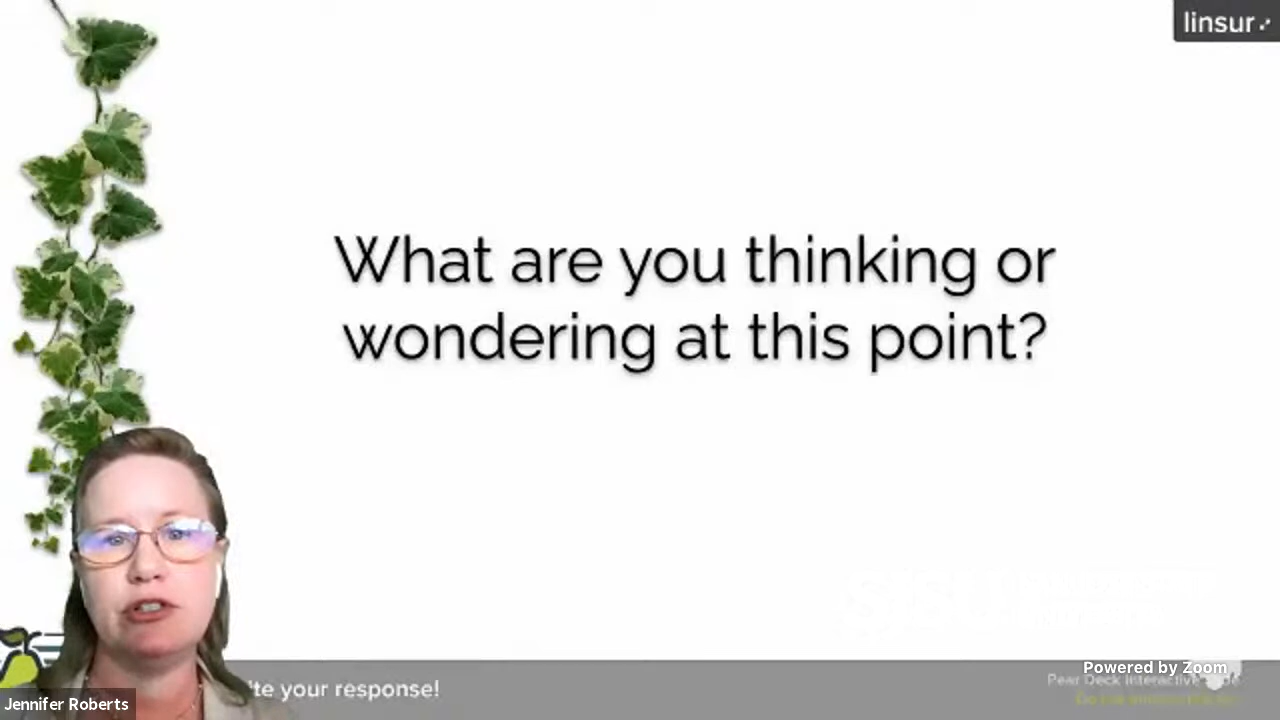 linsur
What are you thinking or
wondering at this point?
Powered by Zoom
te your response!
Pear Deck Interactive
Jennifer Roberts